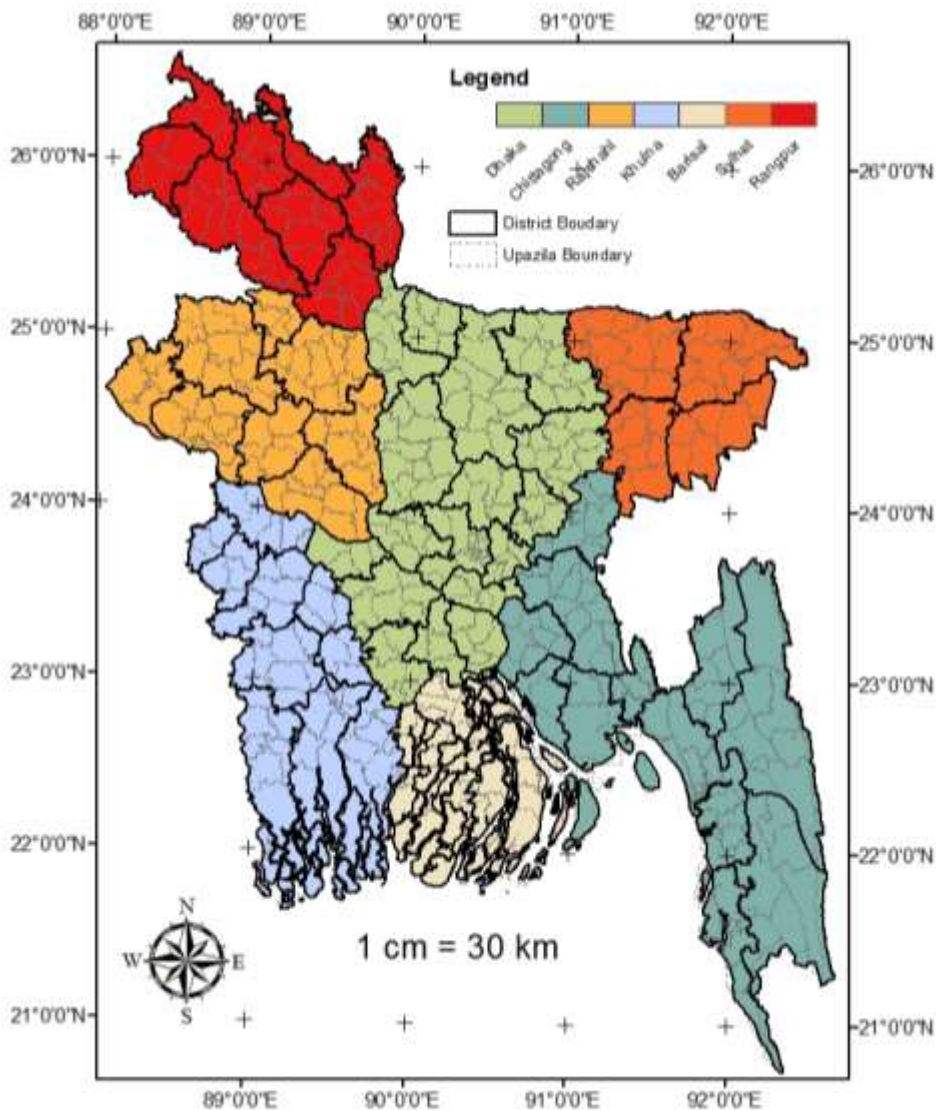 88°0'0"E 89°0'0"E 90°0'0"E 91°0'0"E 92°0'0"E
Legend
Dhaka
Chittagong
Rajshahi
Khulna
Barisal
Sylhet
Rangpur
District Boudary
Upazila Boundary
26°0'0"N 26°0'0"N
25°0'0"N 25°0'0"N
24°0'0"N 24°0'0"N
23°0'0"N 23°0'0"N
22°0'0"N 22°0'0"N
N
W E
S
1 cm = 30 km
21°0'0"N 21°0'0"N
89°0'0"E 90°0'0"E 91°0'0"E 92°0'0"E